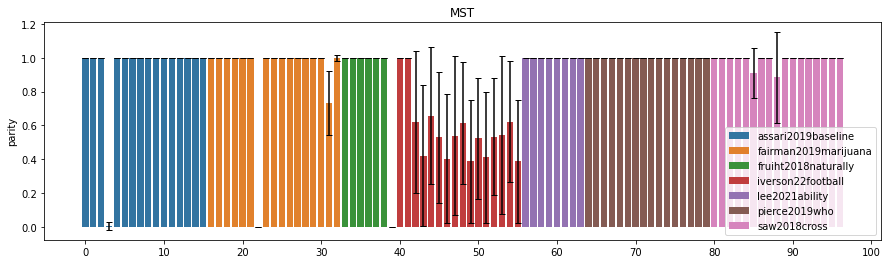 MST
parity
1.2
1.0
0.8
0.6
0.4
0.2
0.0
0 10 20 30 40 50 60 70 80 90 100
assari2019baseline
fairman2019marijuana
fruiht2018naturally
iverson22football
lee2021ability
pierce2019who
saw2018cross